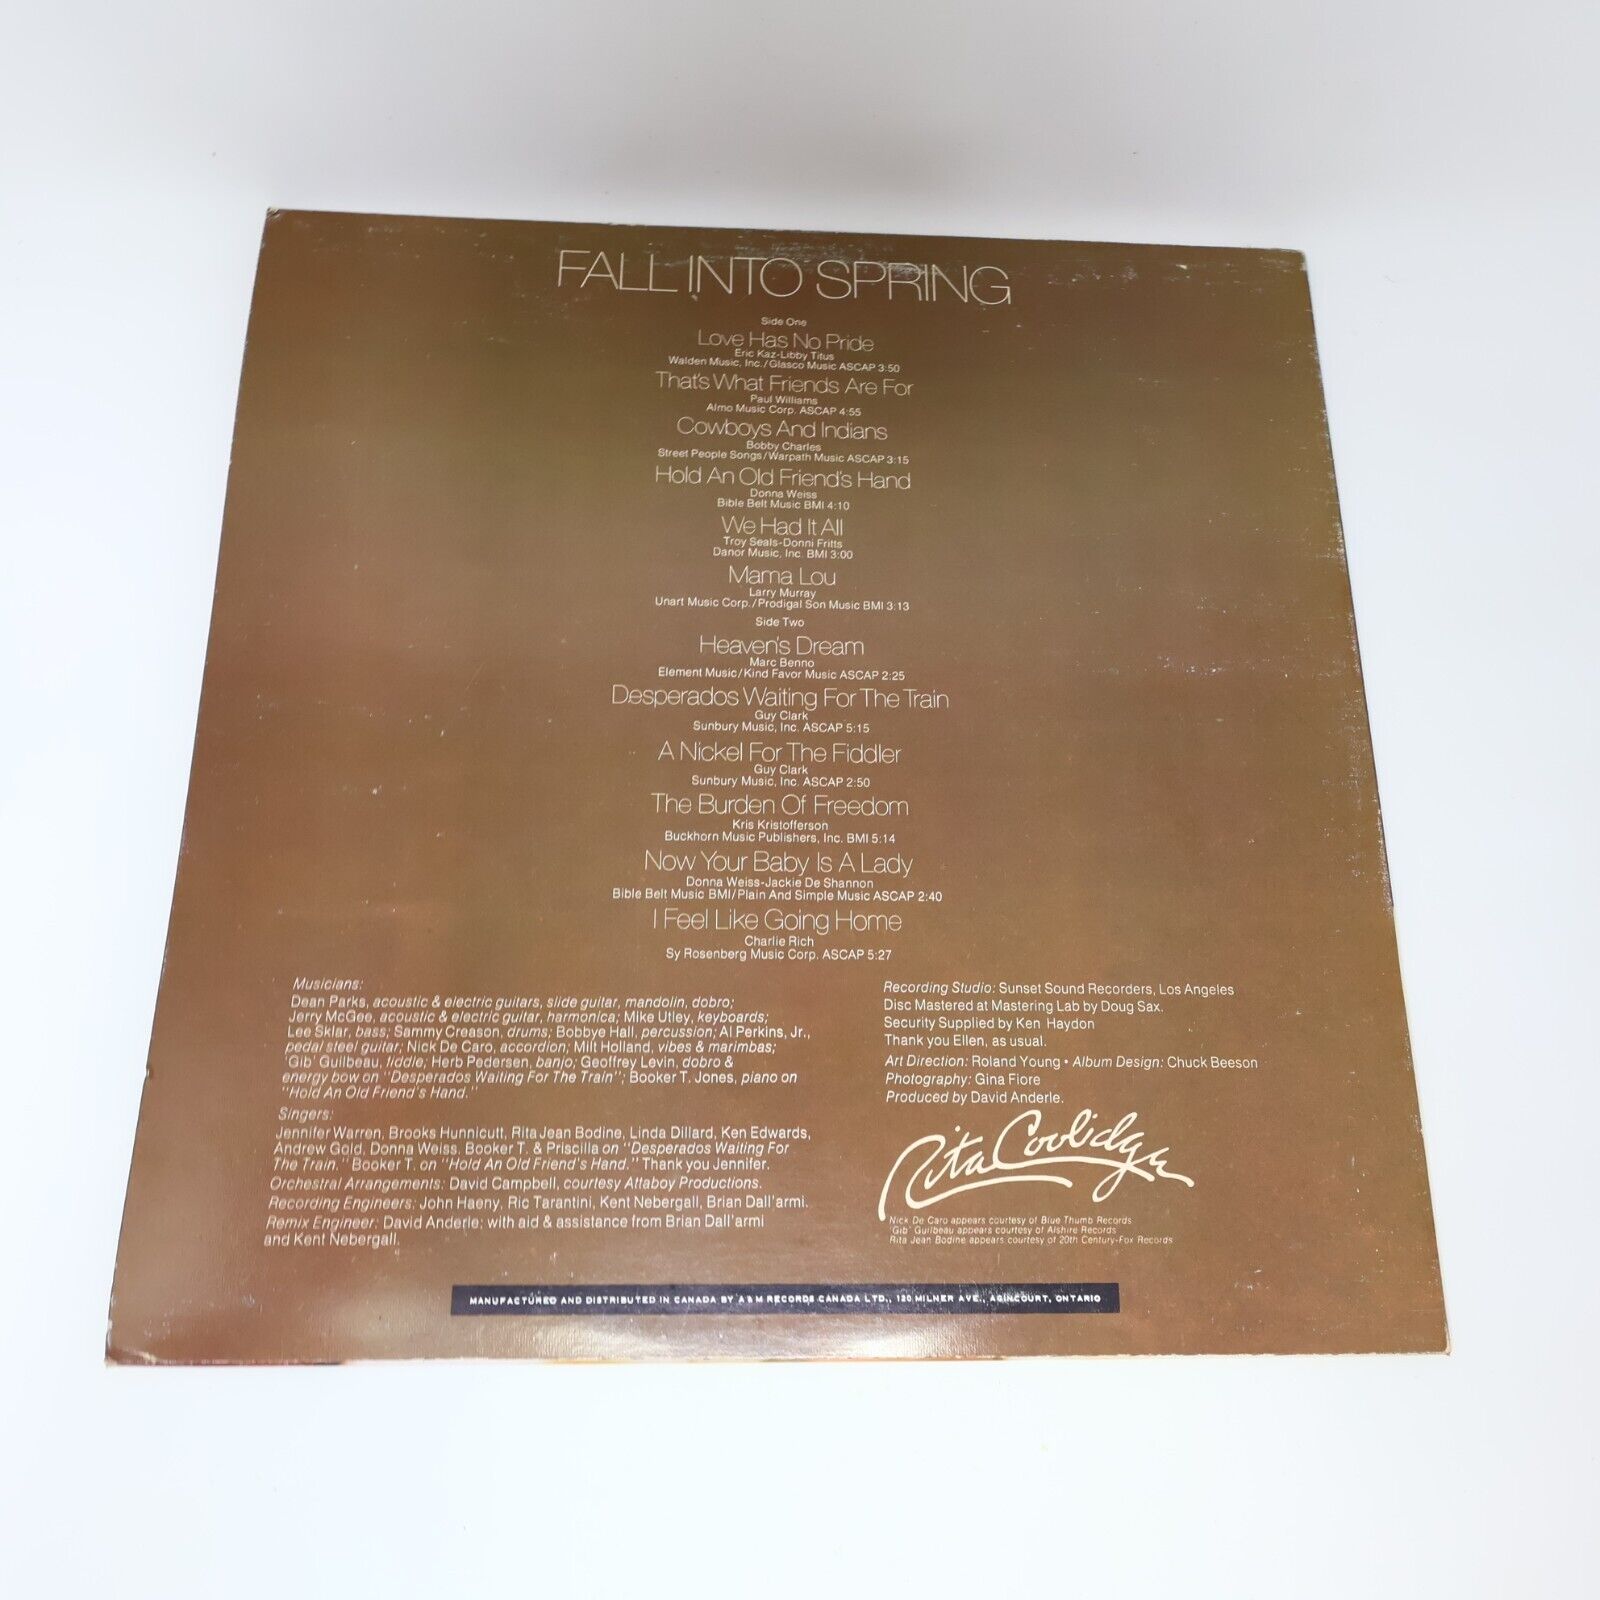 FALL INTO SPRING
Side One
Love Has No Pride
Eric Kaz-Libby Titus
Walden Music, Inc./Glasco Music ASCAP 3:50
That's What Friends Are For
Paul Williams
Almo Music Corp. ASCAP 4:55
Cowboys And Indians
Bobby Charles
Street People Songs/Warpath Music ASCAP 3:15
Hold An Old Friend's Hand
Donna Weiss
Bible Belt Music BMI 4:10
We Had It All
Troy Seals-Donni Fritts
Danor Music, Inc. BMI 3:00
Mama Lou
Larry Murray
Unart Music Corp./Prodigal Son Music BMI 3:13
Side Two
Heaven's Dream
Marc Benno
Element Music/Kind Favor Music ASCAP 2:25
Desperados Waiting For The Train
Guy Clark
Sunbury Music, Inc. ASCAP 5:15
A Nickel For The Fiddler
Guy Clark
Sunbury Music, Inc. ASCAP 2:50
The Burden Of Freedom
Kris Kristofferson
Buckhorn Music Publishers, Inc. BMI 5:14
Now Your Baby Is A Lady
Donna Weiss-Jackie De Shannon
Bible Belt Music BMI/Plain And Simple Music ASCAP 2:40
I Feel Like Going Home
Charlie Rich
Sy Rosenberg Music Corp. ASCAP 5:27
Musicians:
Dean Parks, acoustic & electric guitars, slide guitar, mandolin, dobro;
Jerry McGee, acoustic & electric guitar, harmonica; Mike Utley, keyboards;
Lee Sklar, bass; Sammy Creason, drums; Bobbye Hall, percussion; Al Perkins, Jr.,
pedal steel guitar; Nick De Caro, accordion; Milt Holland, vibes & marimbas;
'Gib' Guilbeau, fiddle; Herb Pedersen, banjo; Geoffrey Levin, dobro &
energy bow on "Desperados Waiting For The Train"; Booker T. Jones, piano on
"Hold An Old Friend's Hand."
Singers:
Jennifer Warren, Brooks Hunnicutt, Rita Jean Bodine, Linda Dillard, Ken Edwards,
Andrew Gold, Donna Weiss, Booker T. & Priscilla on "Desperados Waiting For
The Train." Booker T. on "Hold An Old Friend's Hand." Thank you Jennifer.
Orchestral Arrangements: David Campbell, courtesy Attaboy Productions.
Recording Engineers: John Haeny, Ric Tarantini, Kent Nebergall, Brian Dall'armi.
Remix Engineer: David Anderle; with aid & assistance from Brian Dall'armi
and Kent Nebergall.
Recording Studio: Sunset Sound Recorders, Los Angeles
Disc Mastered at Mastering Lab by Doug Sax.
Security Supplied by Ken Haydon
Thank you Ellen, as usual.
Art Direction: Roland Young • Album Design: Chuck Beeson
Photography: Gina Fiore
Produced by David Anderle.
Rita Coolidge
Nick De Caro appears courtesy of Blue Thumb Records
'Gib' Guilbeau appears courtesy of Alshire Records
Rita Jean Bodine appears courtesy of 20th Century-Fox Records
MANUFACTURED AND DISTRIBUTED IN CANADA BY A&M RECORDS CANADA LTD., 120 MILNER AVE., AGINCOURT, ONTARIO